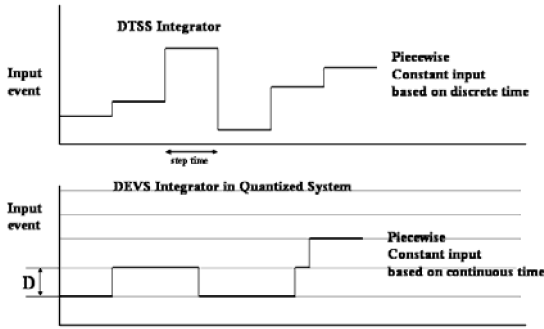 DTSS Integrator
Input
event
Piecewise
Constant input
based on discrete time
step time
DEVS Integrator in Quantized System
Input
event
Piecewise
Constant input
based on continuous time
D